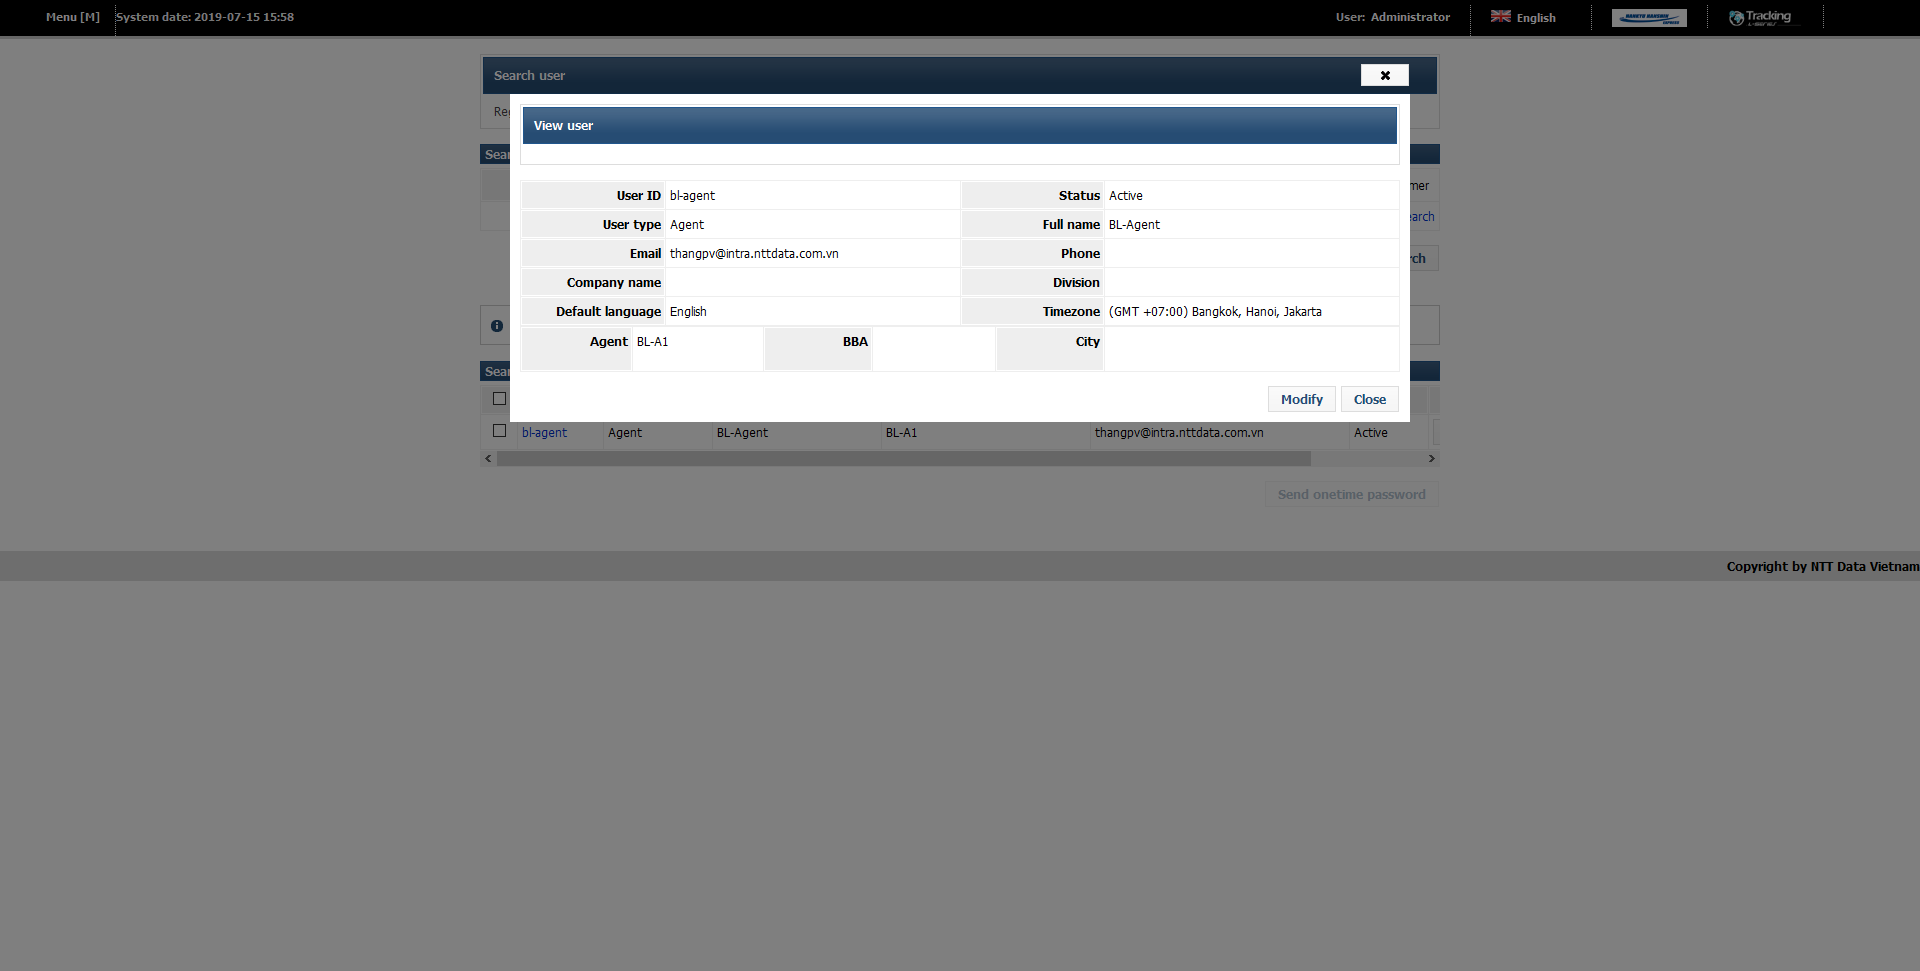 Menu [M] System date: 2019-07-15 15:58 User: Administrator English Tracking
Search user
View user
User ID bl-agent Status Active mer
User type Agent Full name BL-Agent earch
Email thangpv@intra.nttdata.com.vn Phone rch
Company name Division
Default language English Timezone (GMT +07:00) Bangkok, Hanoi, Jakarta
Agent BL-A1 BBA City
Modify Close
bl-agent Agent BL-Agent BL-A1 thangpv@intra.nttdata.com.vn Active
Send onetime password
Copyright by NTT Data Vietnam